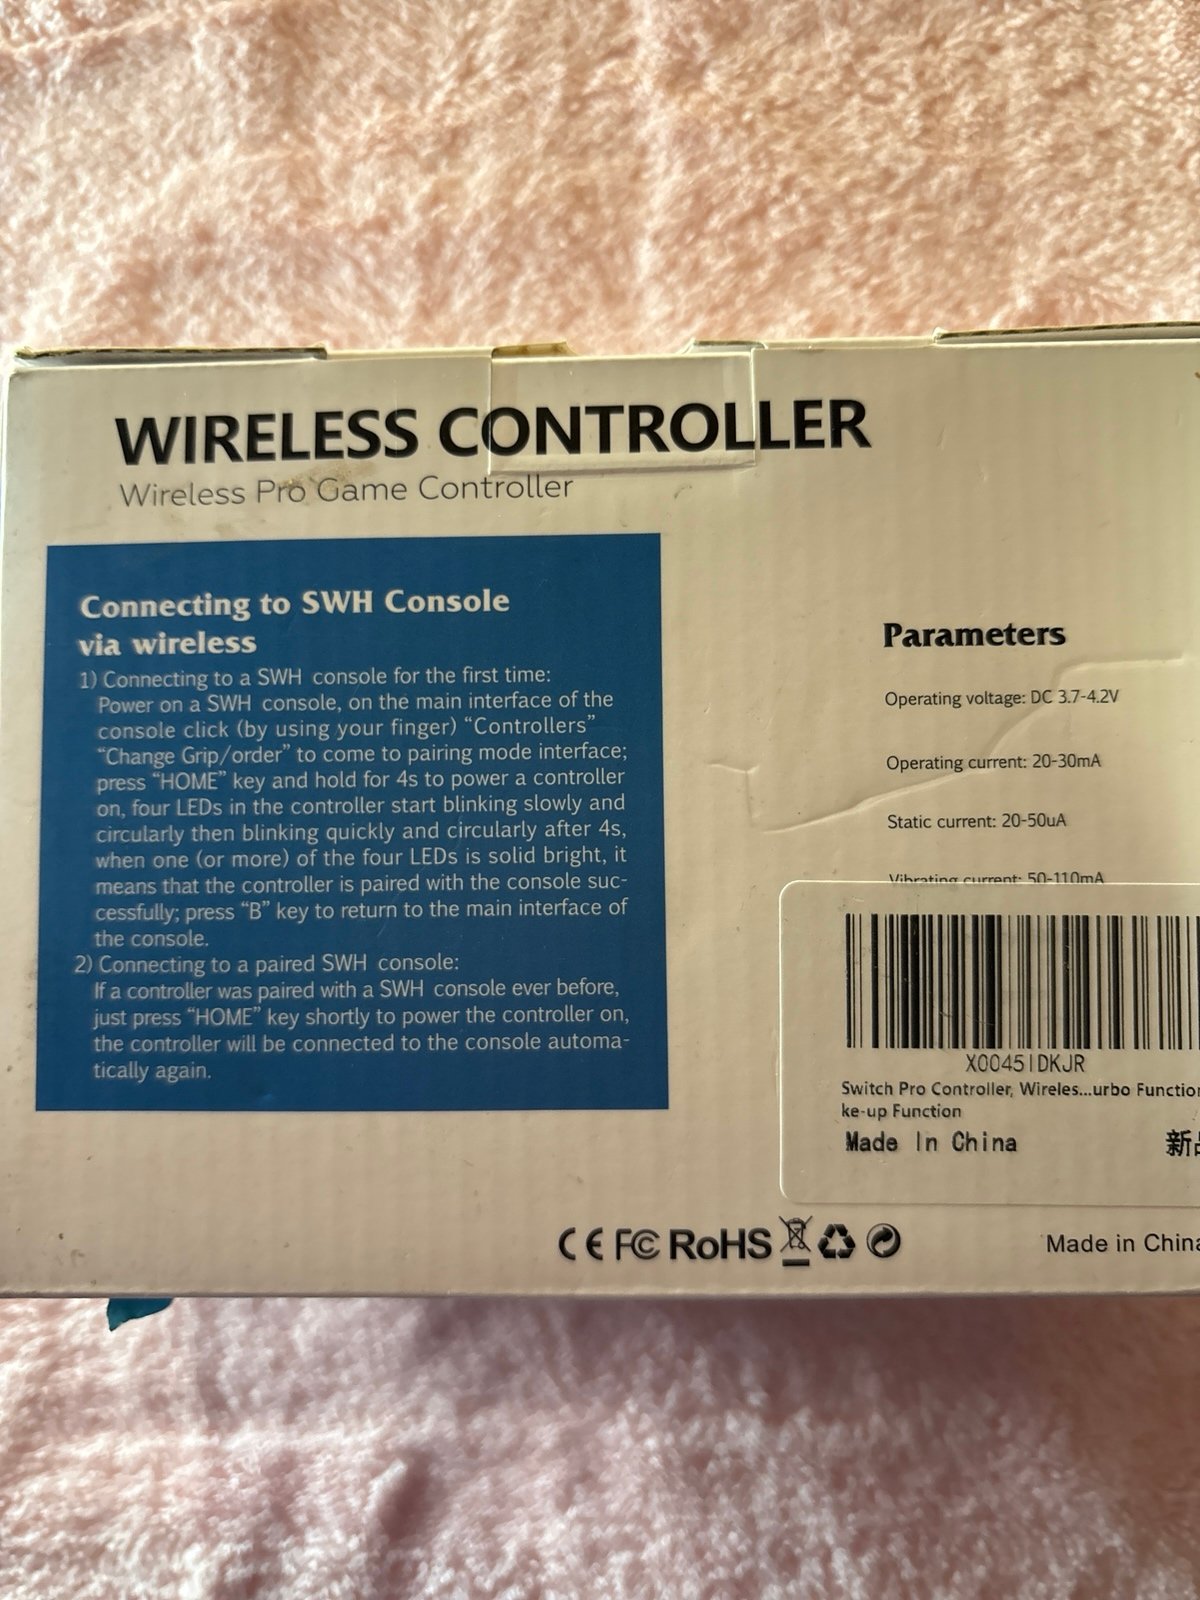 WIRELESS CONTROLLER
Wireless Pro Game Controller
Connecting to SWH Console
via wireless
1) Connecting to a SWH console for the first time:
Power on a SWH console, on the main interface of the
console click (by using your finger) “Controllers”
“Change Grip/order” to come to pairing mode interface;
press “HOME” key and hold for 4s to power a controller
on, four LEDs in the controller start blinking slowly and
circularly then blinking quickly and circularly after 4s,
when one (or more) of the four LEDs is solid bright, it
means that the controller is paired with the console suc-
cessfully; press “B” key to return to the main interface of
the console.
2) Connecting to a paired SWH console:
If a controller was paired with a SWH console ever before,
just press “HOME” key shortly to power the controller on,
the controller will be connected to the console automa-
tically again.
Parameters
Operating voltage: DC 3.7-4.2V
Operating current: 20-30mA
Static current: 20-50uA
Vibrating current: 50-110mA
X0045IDKJR
Switch Pro Controller, Wireles...urbo Function
ke-up Function
Made In China
新品
CE FC RoHS
Made in China